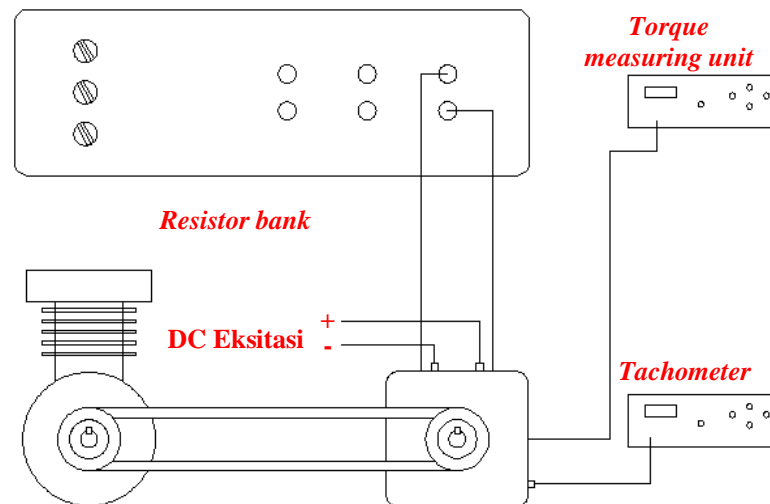 Torque
measuring unit
Resistor bank
DC Eksitasi
+
-
Tachometer